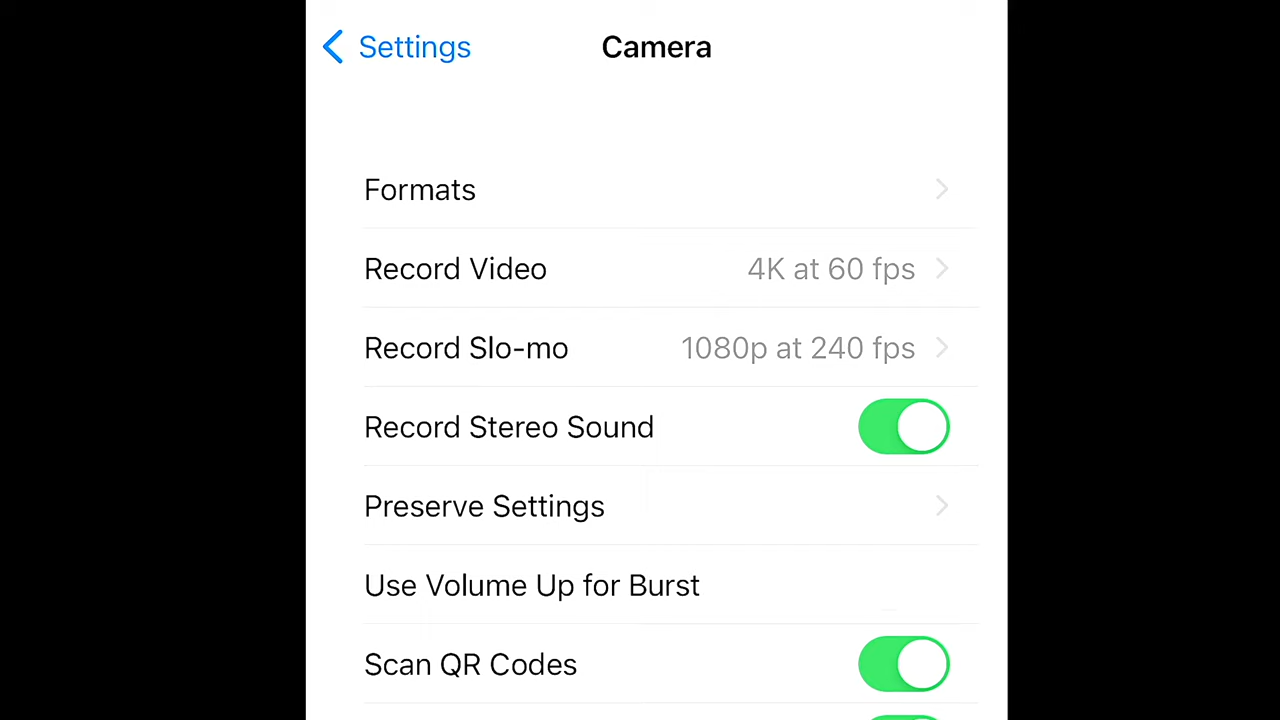 Settings
Camera
Formats
Record Video 4K at 60 fps
Record Slo-mo 1080p at 240 fps
Record Stereo Sound
Preserve Settings
Use Volume Up for Burst
Scan QR Codes